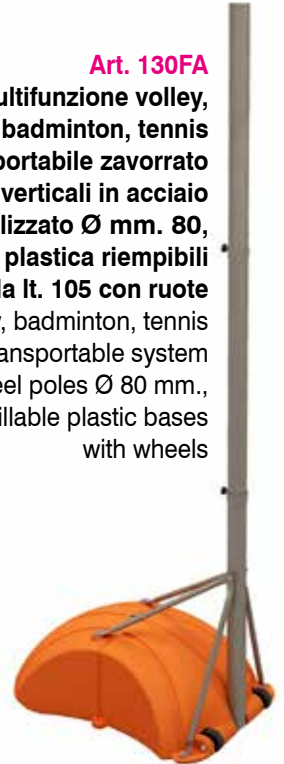 Art. 130FA
ultifunzione volley,
badminton, tennis
portabile zavorrato
verticali in acciaio
lizzato Ø mm. 80,
plastica riempibili
da lt. 105 con ruote
, badminton, tennis
ansportable system
eel poles Ø 80 mm.,
illable plastic bases
with wheels